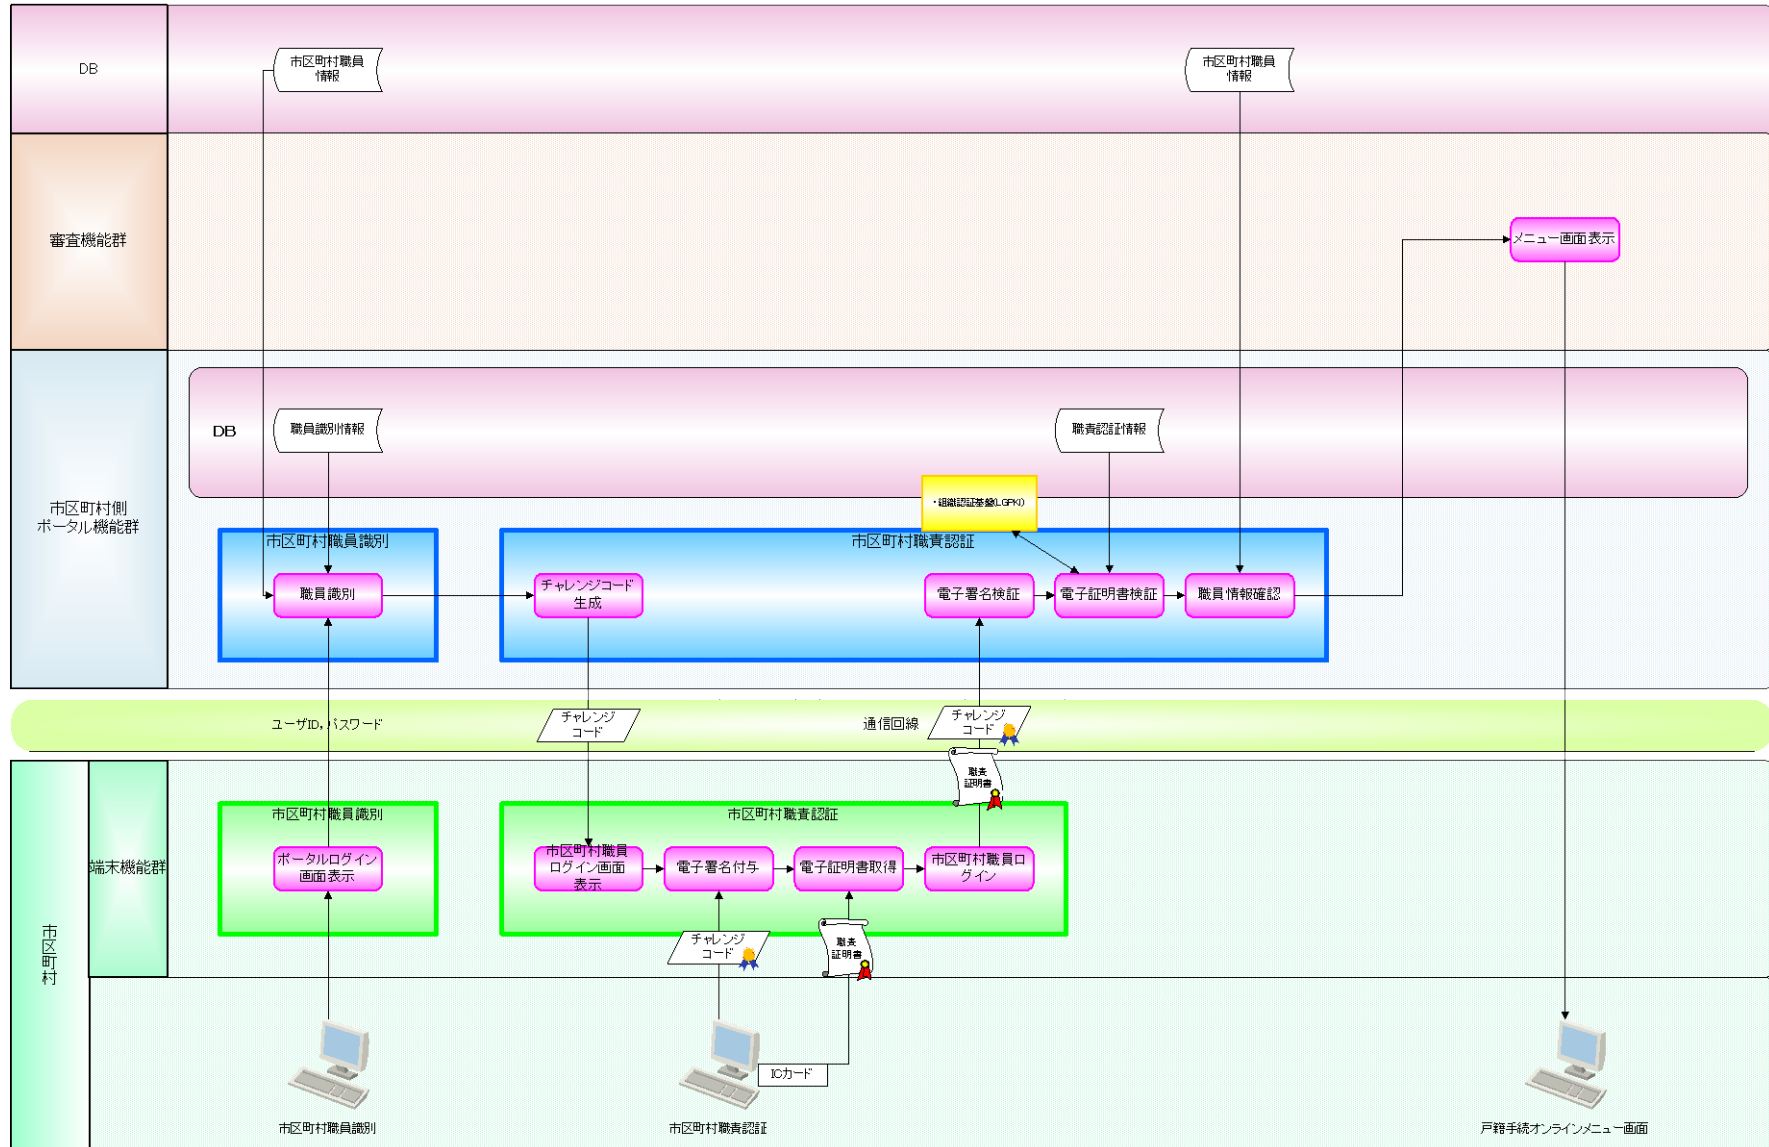 DB
市区町村職員
情報
市区町村職員
情報
審査機能群
メニュー画面表示
市区町村側
ポータル機能群
DB
職員識別情報
職責認証情報
・組織認証基盤(LGPKI)
市区町村職員識別
市区町村職責認証
職員識別
チャレンジコード
生成
電子署名検証
電子証明書検証
職員情報確認
ユーザID,パスワード
チャレンジ
コード
通信回線
チャレンジ
コード
職責
証明書
市区町村
端末機能群
市区町村職員識別
市区町村職責認証
ポータルログイン
画面表示
市区町村職員
ログイン画面
表示
電子署名付与
電子証明書取得
市区町村職員ロ
グイン
チャレンジ
コード
職責
証明書
ICカード
市区町村職員識別
市区町村職責認証
戸籍手続オンラインメニュー画面